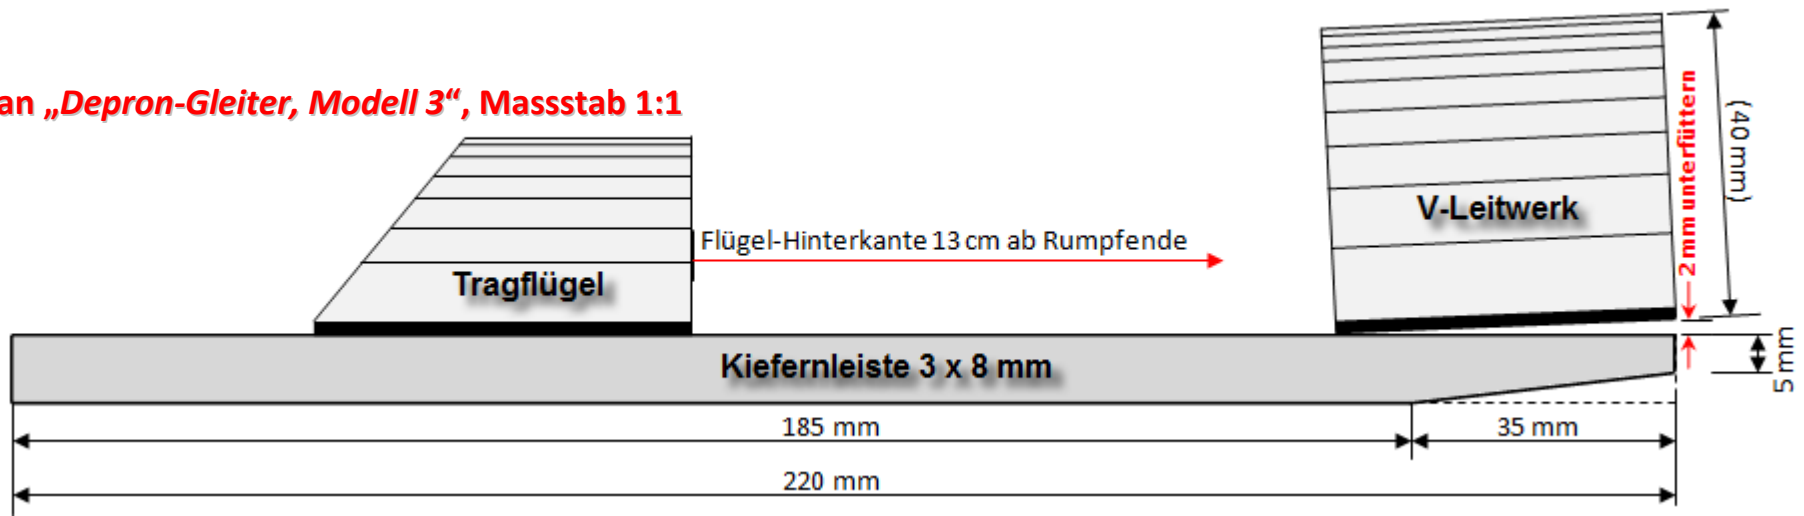 an „Depron-Gleiter, Modell 3“, Massstab 1:1
V-Leitwerk
2 mm unterfüttern
(40 mm)
Flügel-Hinterkante 13 cm ab Rumpfende
Tragflügel
Kiefernleiste 3 x 8 mm
5 mm
185 mm
35 mm
220 mm